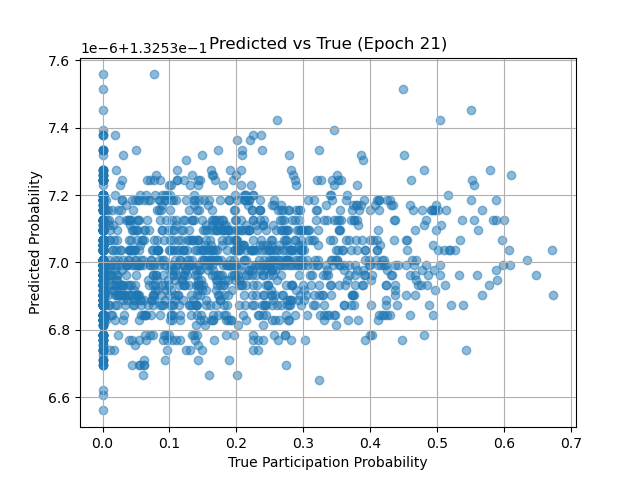 Predicted vs True (Epoch 21)
1e−6+1.3253e−1
7.6
7.4
7.2
7.0
6.8
6.6
Predicted Probability
0.0 0.1 0.2 0.3 0.4 0.5 0.6 0.7
True Participation Probability